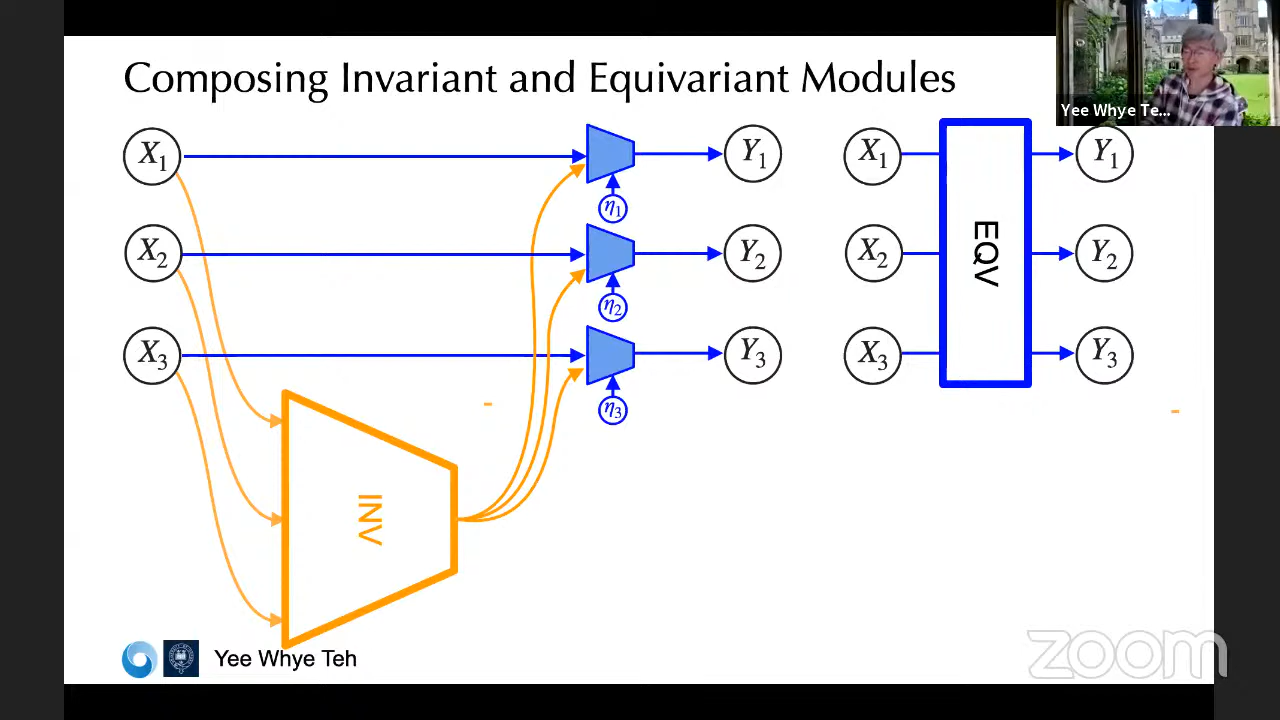 Composing Invariant and Equivariant Modules
Yee Whye Te...
X1
Y1
X1
Y1
η1
X2
Y2
X2
EQV
Y2
η2
X3
Y3
X3
Y3
η3
INV
Yee Whye Teh
zoom